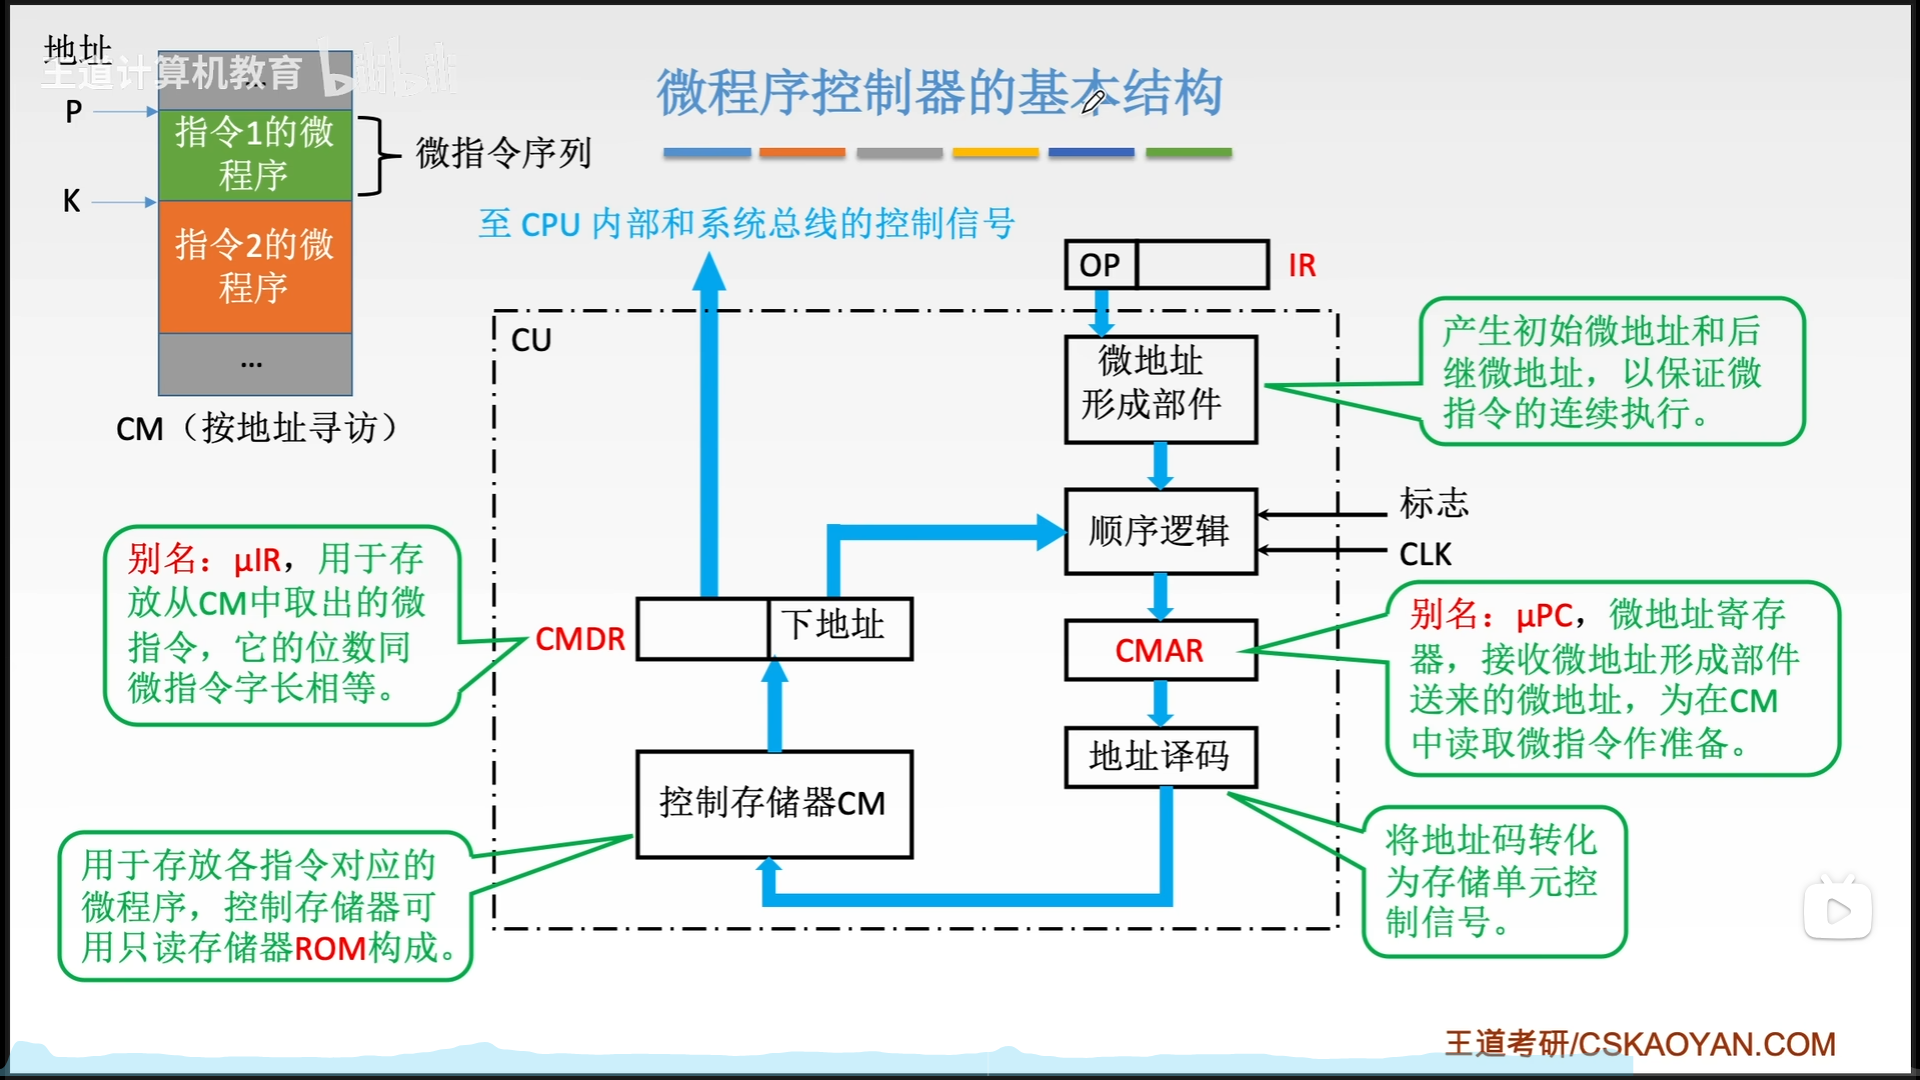 地址
王道计算机教育 bilibili
微程序控制器的基本结构
…
P
指令1的微
程序
微指令序列
K
指令2的微
程序
…
CM（按地址寻访）
至 CPU 内部和系统总线的控制信号
OP
IR
CU
微地址
形成部件
产生初始微地址和后
继微地址，以保证微
指令的连续执行。
顺序逻辑
标志
CLK
别名：μIR，用于存
放从CM中取出的微
指令，它的位数同
微指令字长相等。
CMDR
下地址
CMAR
别名：μPC，微地址寄存
器，接收微地址形成部件
送来的微地址，为在CM
中读取微指令作准备。
地址译码
控制存储器CM
用于存放各指令对应的
微程序，控制存储器可
用只读存储器ROM构成。
将地址码转化
为存储单元控
制信号。
王道考研/CSKAOYAN.COM